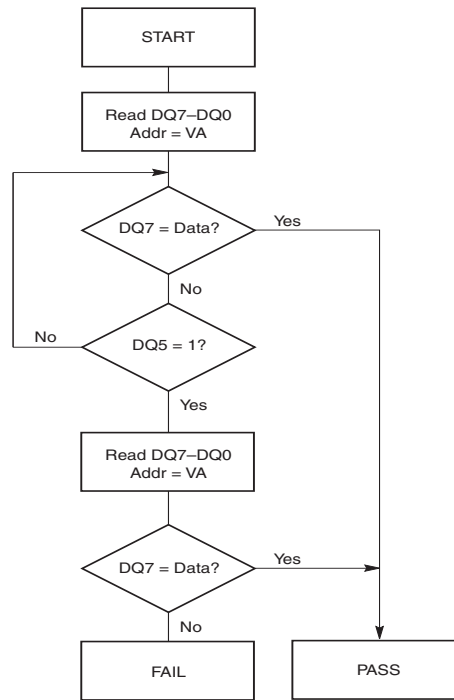 START
Read DQ7–DQ0
Addr = VA
DQ7 = Data?
Yes
No
No
DQ5 = 1?
Yes
Read DQ7–DQ0
Addr = VA
DQ7 = Data?
Yes
No
FAIL
PASS